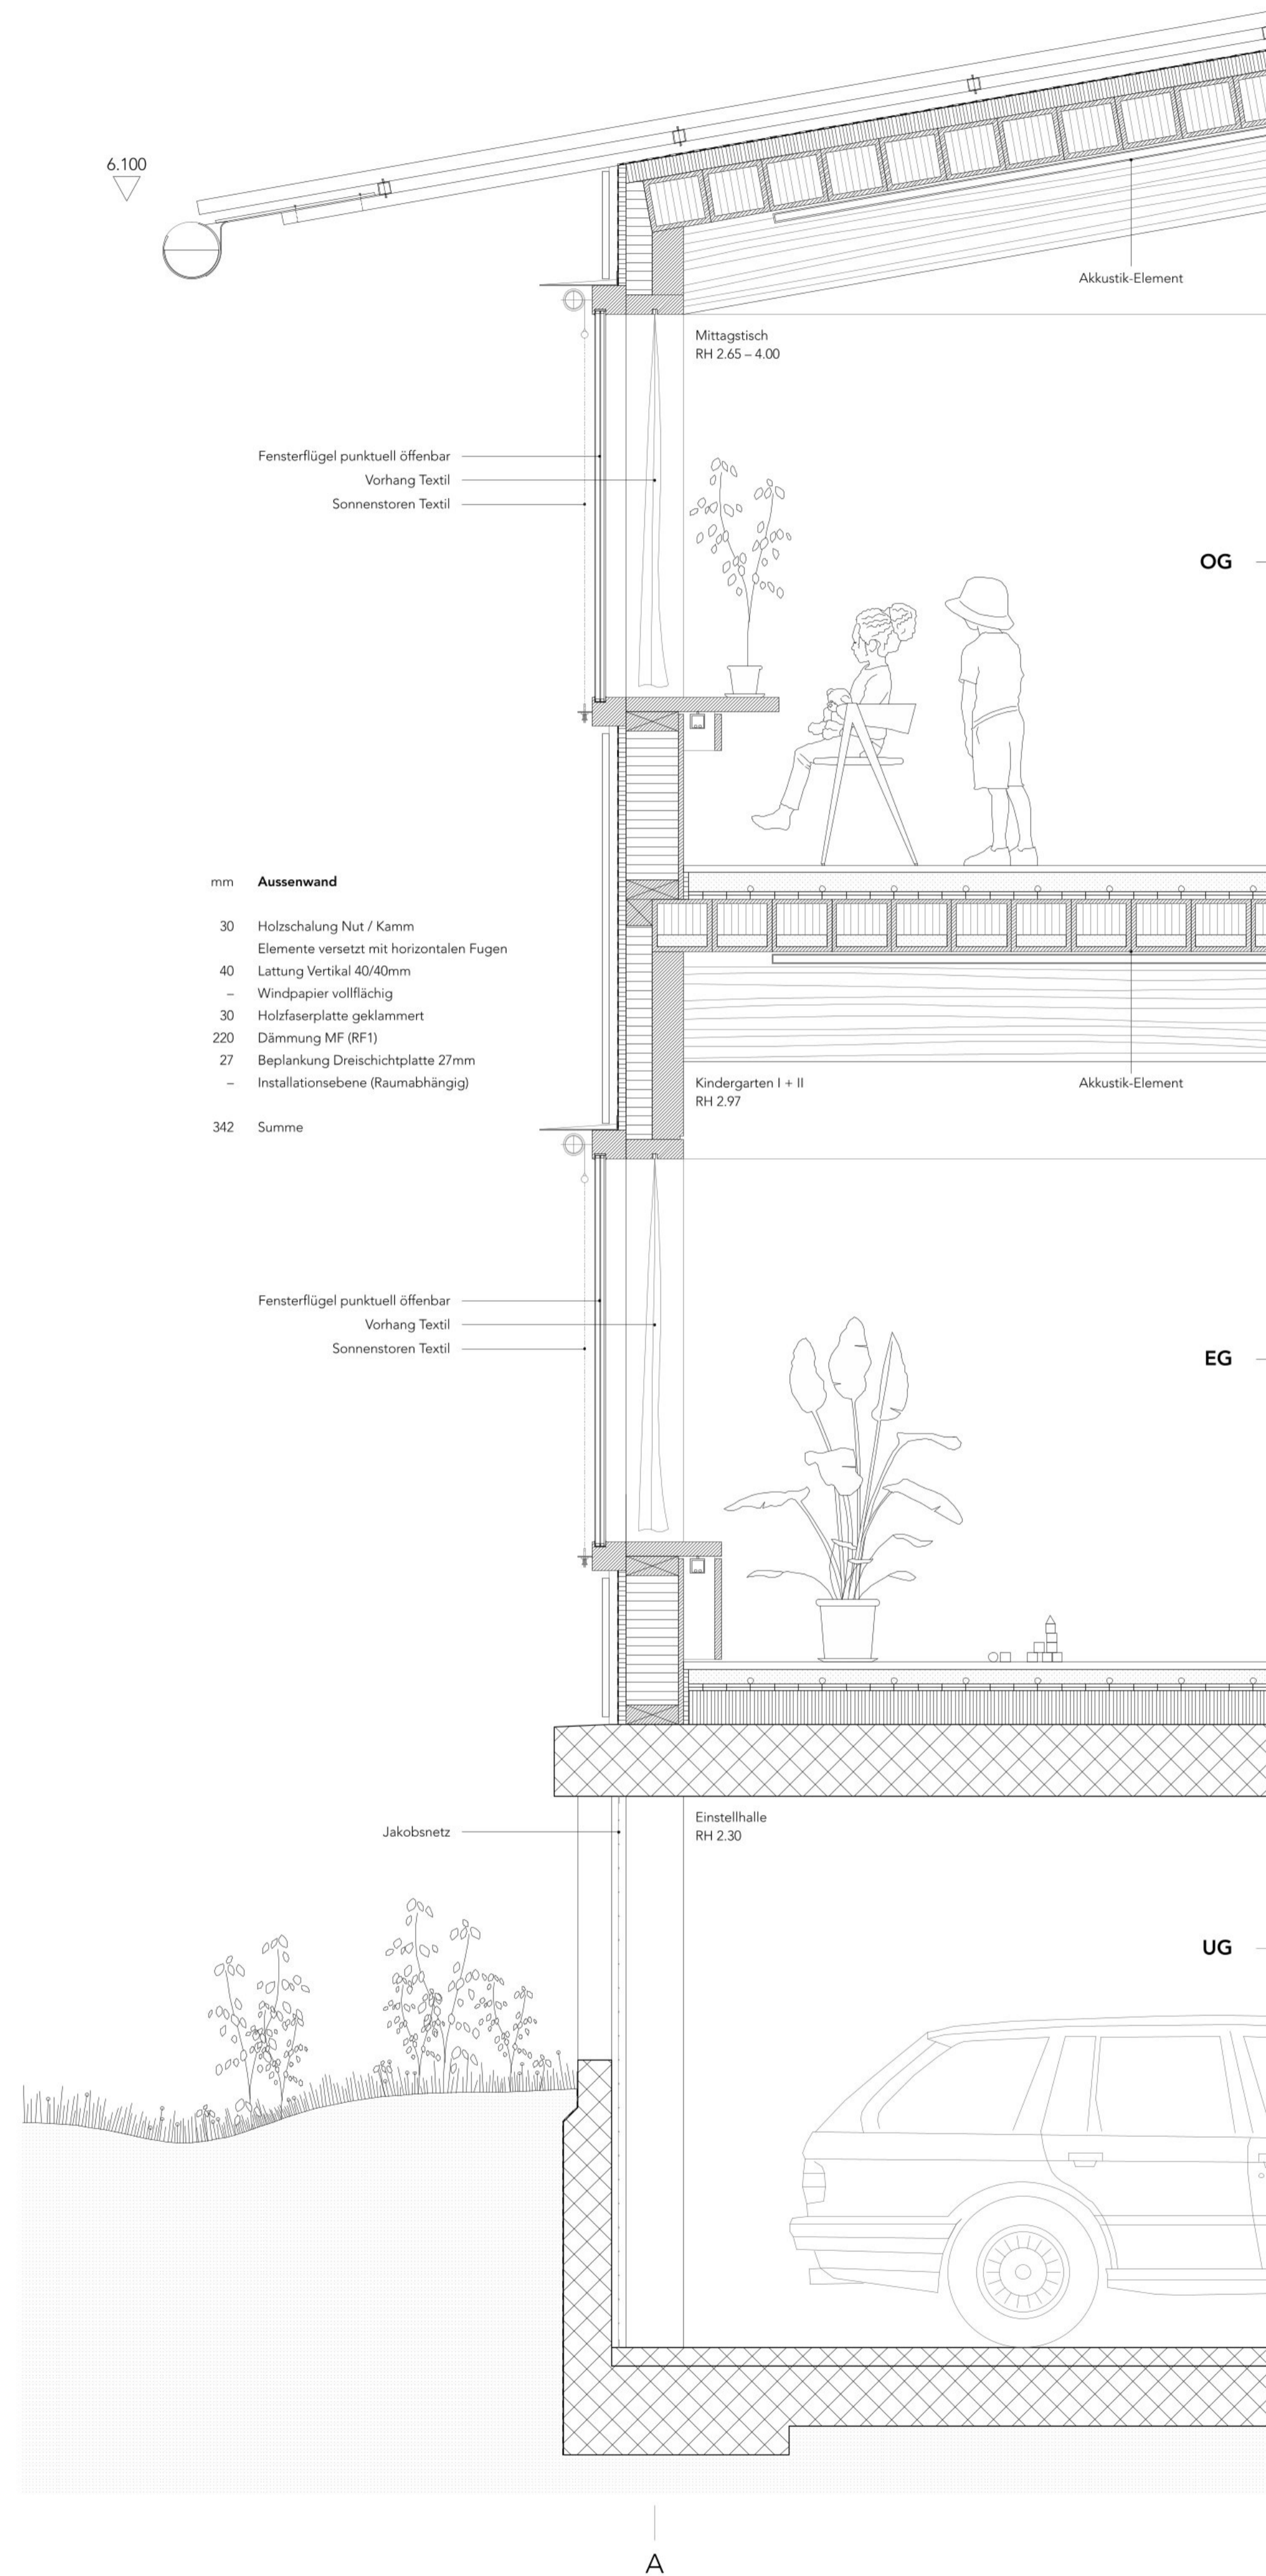 6.100
Akkustik-Element
Mittagstisch
RH 2.65 – 4.00
Fensterflügel punktuell öffenbar
Vorhang Textil
Sonnenstoren Textil
OG
mm Aussenwand
30 Holzschalung Nut / Kamm
Elemente versetzt mit horizontalen Fugen
40 Lattung Vertikal 40/40mm
– Windpapier vollflächig
30 Holzfaserplatte geklammert
220 Dämmung MF (RF1)
27 Beplankung Dreischichtplatte 27mm
– Installationsebene (Raumabhängig)
342 Summe
Kindergarten I + II
RH 2.97
Akkustik-Element
Fensterflügel punktuell öffenbar
Vorhang Textil
Sonnenstoren Textil
EG
Einstellhalle
RH 2.30
Jakobsnetz
UG
A